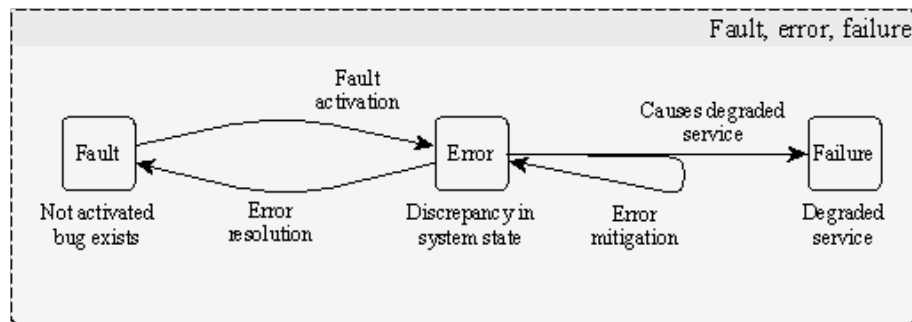 Fault, error, failure
Fault
activation
Causes degraded
service
Fault
Error
Failure
Not activated
bug exists
Error
resolution
Discrepancy in
system state
Error
mitigation
Degraded
service